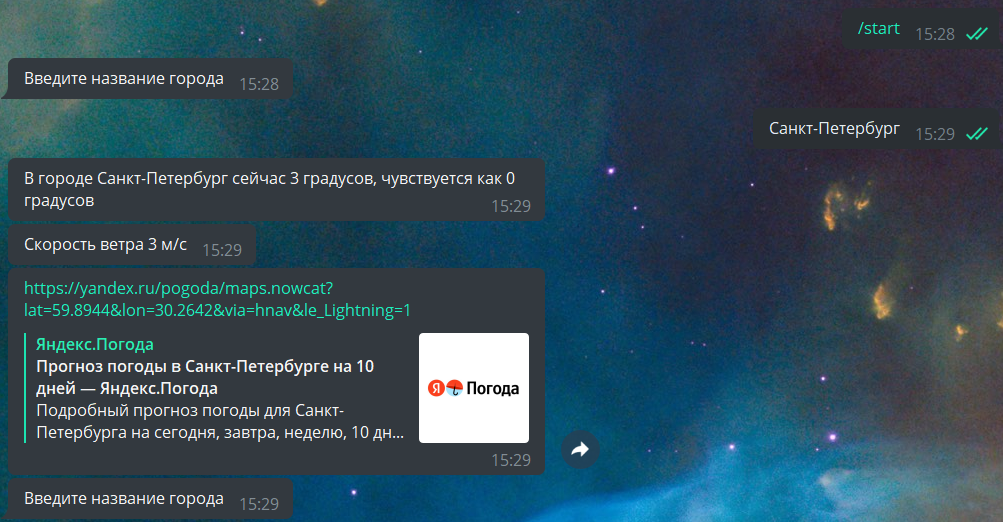 /start 15:28
Введите название города 15:28
Санкт-Петербург 15:29
В городе Санкт-Петербург сейчас 3 градусов, чувствуется как 0
градусов 15:29
Скорость ветра 3 м/с 15:29
https://yandex.ru/pogoda/maps.nowcat?
lat=59.8944&lon=30.2642&via=hnav&le_Lightning=1
Яндекс.Погода
Прогноз погоды в Санкт-Петербурге на 10
дней — Яндекс.Погода
Подробный прогноз погоды для Санкт-
Петербурга на сегодня, завтра, неделю, 10 дн...
Я Погода
15:29
Введите название города 15:29